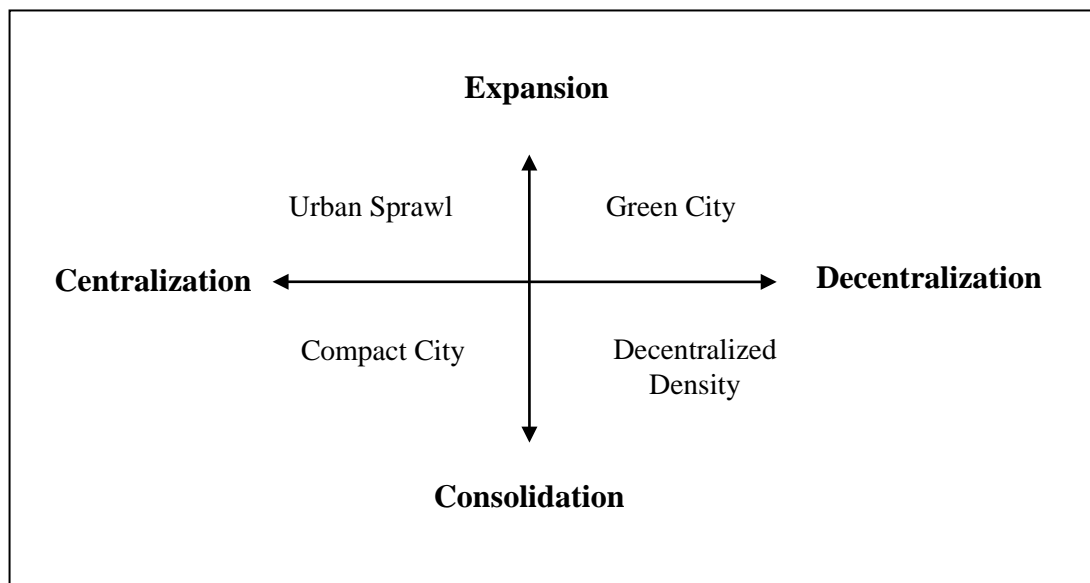 Expansion
Urban Sprawl
Green City
Centralization
Decentralization
Compact City
Decentralized
Density
Consolidation